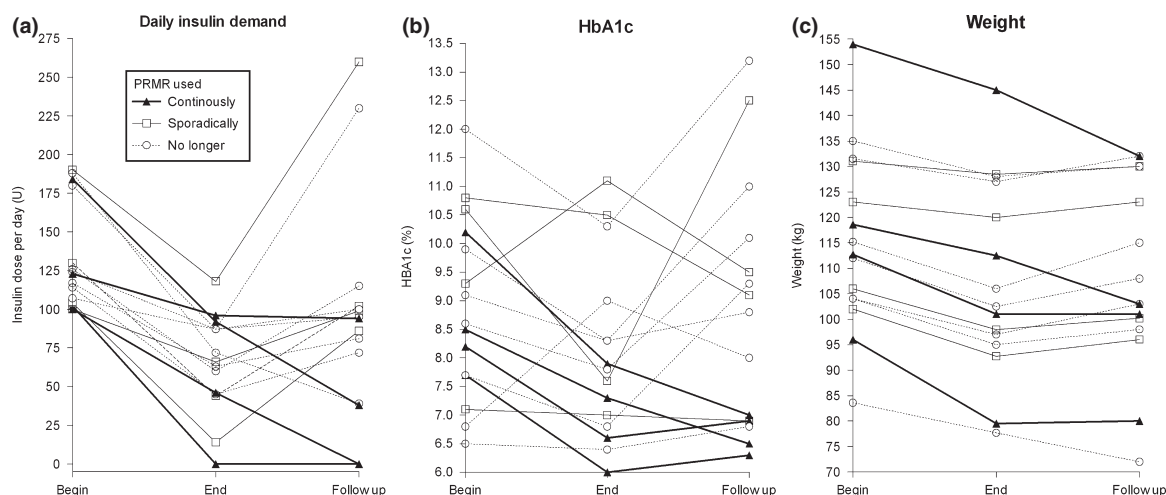 (a)
Daily insulin demand
Insulin dose per day (U)
275
250
225
200
175
150
125
100
75
50
25
0
PRMR used
Continously
Sporadically
No longer
Begin
End
Follow up
(b)
HbA1c
HBA1c (%)
13.5
13.0
12.5
12.0
11.5
11.0
10.5
10.0
9.5
9.0
8.5
8.0
7.5
7.0
6.5
6.0
Begin
End
Follow up
(c)
Weight
Weight (kg)
155
150
145
140
135
130
125
120
115
110
105
100
95
90
85
80
75
70
Begin
End
Follow up